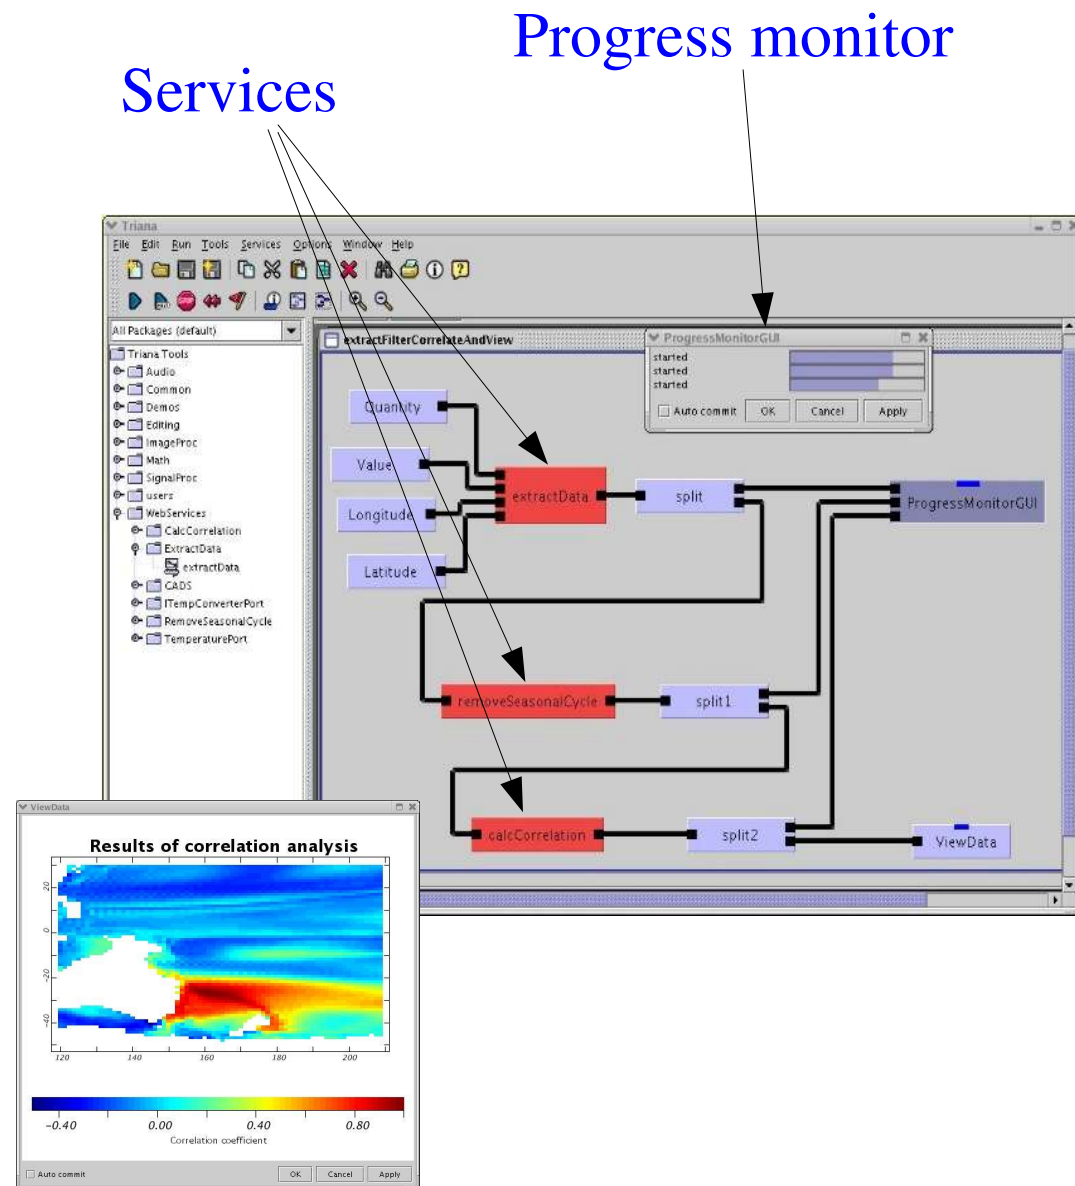 Progress monitor
Services
Triana
File Edit Run Tools Services Options Window Help
All Packages (default)
Triana Tools
Audio
Common
Demos
Editing
ImageProc
Math
SignalProc
users
WebServices
CalcCorrelation
ExtractData
extractData
CADS
ITempConverterPort
RemoveSeasonalCycle
TemperaturePort
extractFilterCorrelateAndView
ProgressMonitorGUI
started
started
started
Auto commit OK Cancel Apply
Quantity
Value
Longitude
Latitude
extractData
split
ProgressMonitorGUI
removeSeasonalCycle
split1
calcCorrelation
split2
ViewData
ViewData
Results of correlation analysis
20
0
-20
-40
120 140 160 180 200
-0.40 0.00 0.40 0.80
Correlation coefficient
Auto commit OK Cancel Apply